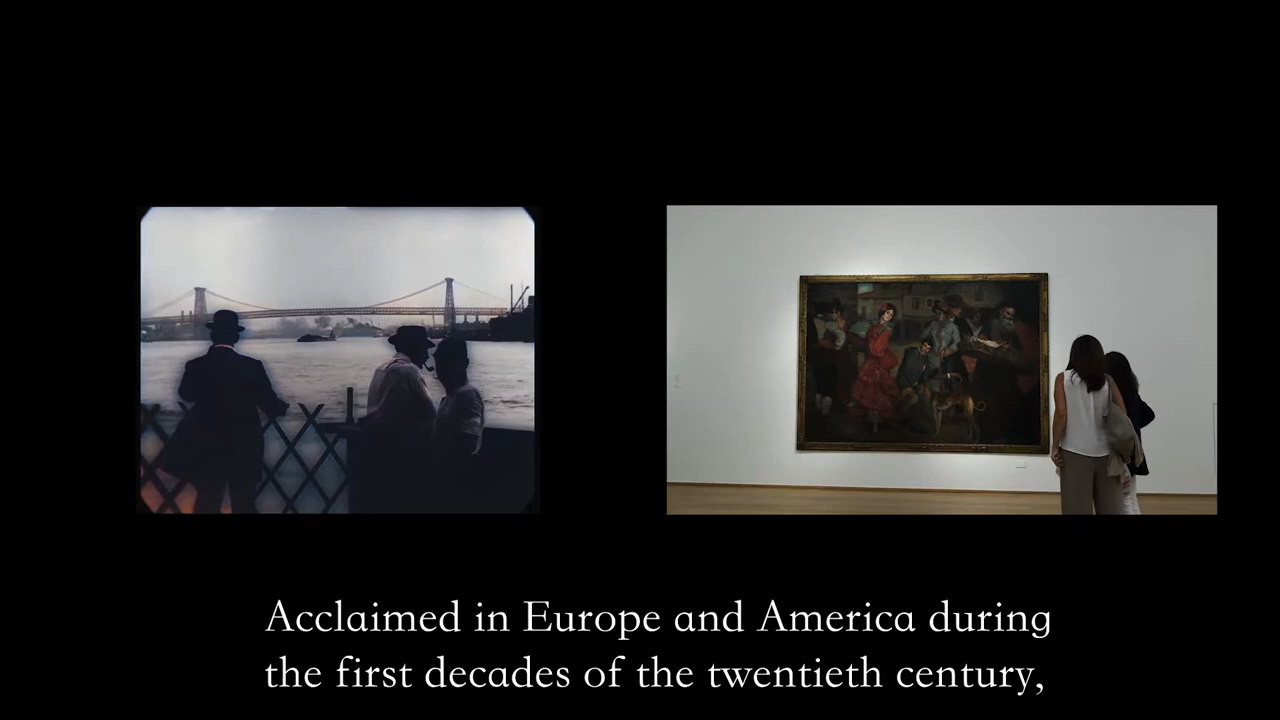 Acclaimed in Europe and America during
the first decades of the twentieth century,